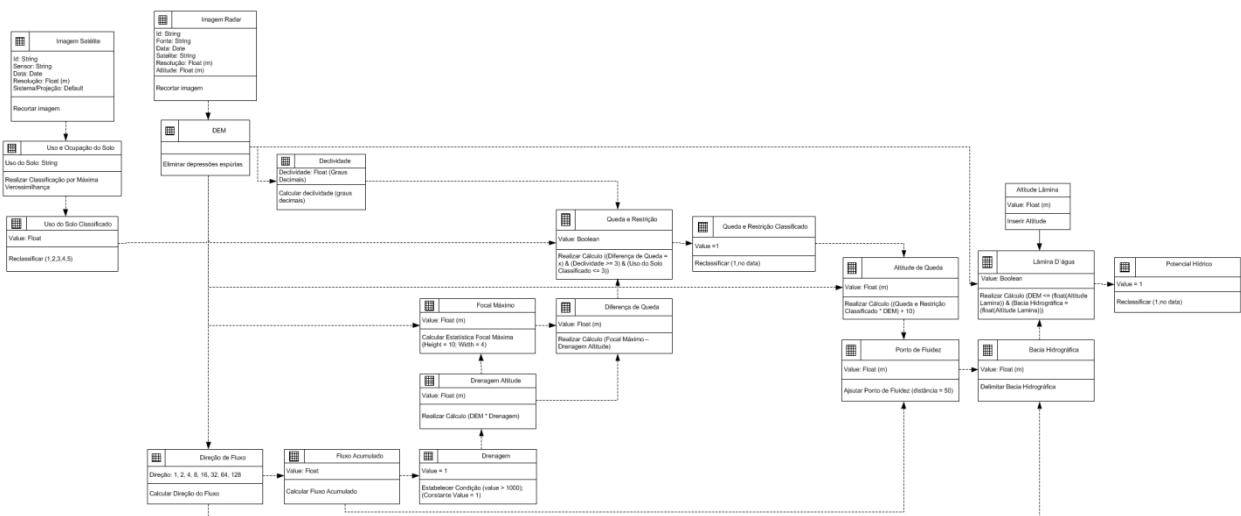 Imagem Satélite
Id: String
Sensor: String
Data: Date
Resolução: Float (m)
Sistema/Projeção: Default
Recortar imagem
Imagem Radar
Id: String
Fonte: String
Data: Date
Satelite: String
Resolução: Float (m)
Altitude: Float (m)
Recortar imagem
DEM
Eliminar depressões espúrias
Uso e Ocupação do Solo
Uso do Solo: String
Realizar Classificação por Máxima
Verossimilhança
Declividade
Declividade: Float (Graus
Decimais)
Calcular declividade (graus
decimais)
Uso do Solo Classificado
Value: Float
Reclassificar (1,2,3,4,5)
Queda e Restrição
Value: Boolean
Realizar Cálculo ((Diferença de Queda =
x) & (Declividade >= 3) & (Uso do Solo
Classificado <= 3))
Queda e Restrição Classificado
Value =1
Reclassificar (1,no data)
Altitude Lâmina
Value: Float (m)
Inserir Altitude
Altitude de Queda
Value: Float (m)
Realizar Cálculo ((Queda e Restrição
Classificado * DEM) + 10)
Lâmina D`água
Value: Boolean
Realizar Cálculo (DEM <= (float(Altitude
Lamina)) & (Bacia Hidrográfica =
(float(Altitude Lamina)))
Potencial Hídrico
Value = 1
Reclassificar (1,no data)
Focal Máximo
Value: Float (m)
Calcular Estatística Focal Máxima
(Height = 10; Width = 4)
Diferença de Queda
Value: Float (m)
Realizar Cálculo (Focal Máximo –
Drenagem Altitude)
Ponto de Fluidez
Value: Float (m)
Ajsutar Ponto de Fluidez (distância = 50)
Bacia Hidrográfica
Value: Float (m)
Delimitar Bacia Hidrográfica
Drenagem Altitude
Value: Float (m)
Realizar Cálculo (DEM * Drenagem)
Direção de Fluxo
Direção: 1, 2, 4, 8, 16, 32, 64, 128
Calcular Direção do Fluxo
Fluxo Acumulado
Value: Float
Calcular Fluxo Acumulado
Drenagem
Value = 1
Estabelecer Condição (value > 1000);
(Constante Value = 1)